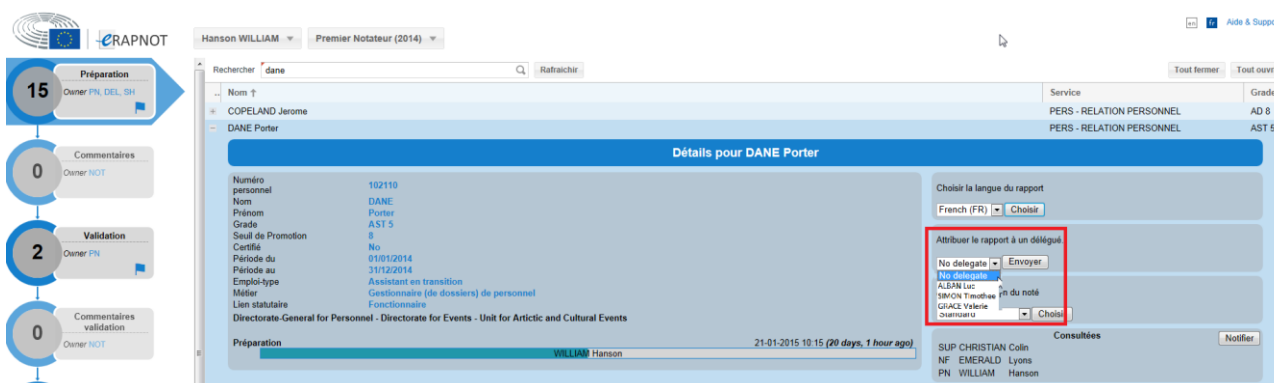 eRAPNOT
Hanson WILLIAM
Premier Notateur (2014)
en
fr
Aide & Suppo
15
Préparation
Owner PN, DEL, SH
0
Commentaires
Owner NOT
2
Validation
Owner PN
0
Commentaires
validation
Owner NOT
Rechercher
dane
Rafraichir
Tout fermer
Tout ouvri
.. Nom ↑ Service Grade
COPELAND Jerome PERS - RELATION PERSONNEL AD 8
DANE Porter PERS - RELATION PERSONNEL AST 5
Détails pour DANE Porter
Numéro
personnel 102110
Nom DANE
Prénom Porter
Grade AST 5
Seuil de Promotion 8
Certifié No
Période du 01/01/2014
Période au 31/12/2014
Emploi-type Assistant en transition
Métier Gestionnaire (de dossiers) de personnel
Lien statutaire Fonctionnaire
Directorate-General for Personnel - Directorate for Events - Unit for Artictic and Cultural Events
Préparation 21-01-2015 10:15 (20 days, 1 hour ago)
WILLIAM Hanson
Choisir la langue du rapport
French (FR) Choisir
Attribuer le rapport à un délégué.
No delegate Envoyer
No delegate
ALBAN Luc
SIMON Timothee
GRACE Valerie
n du noté
Standard Choisir
Consultées
Notifier
SUP CHRISTIAN Colin
NF EMERALD Lyons
PN WILLIAM Hanson